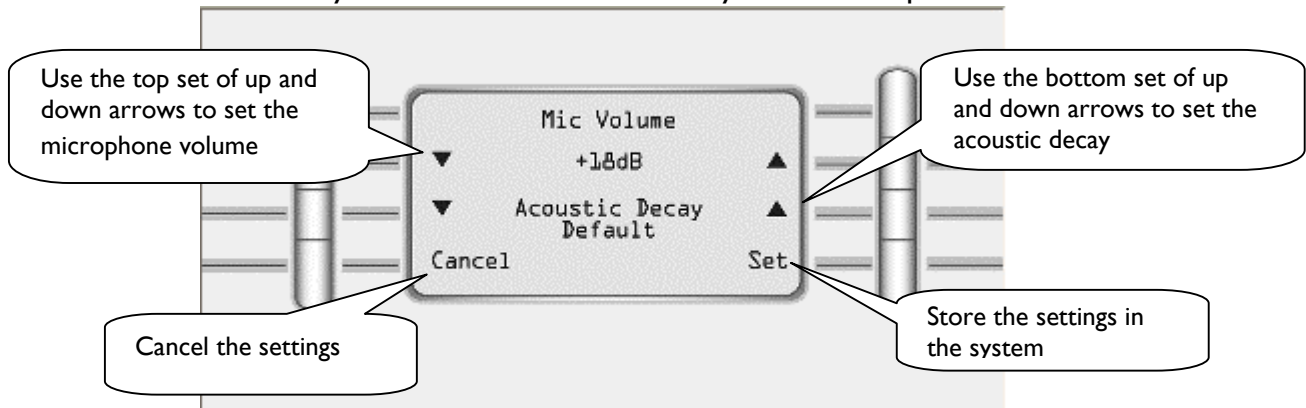 Use the top set of up and
down arrows to set the
microphone volume
Use the bottom set of up
and down arrows to set the
acoustic decay
Mic Volume
▼ +18dB ▲
▼ Acoustic Decay ▲
Default
Cancel Set
Cancel the settings
Store the settings in
the system